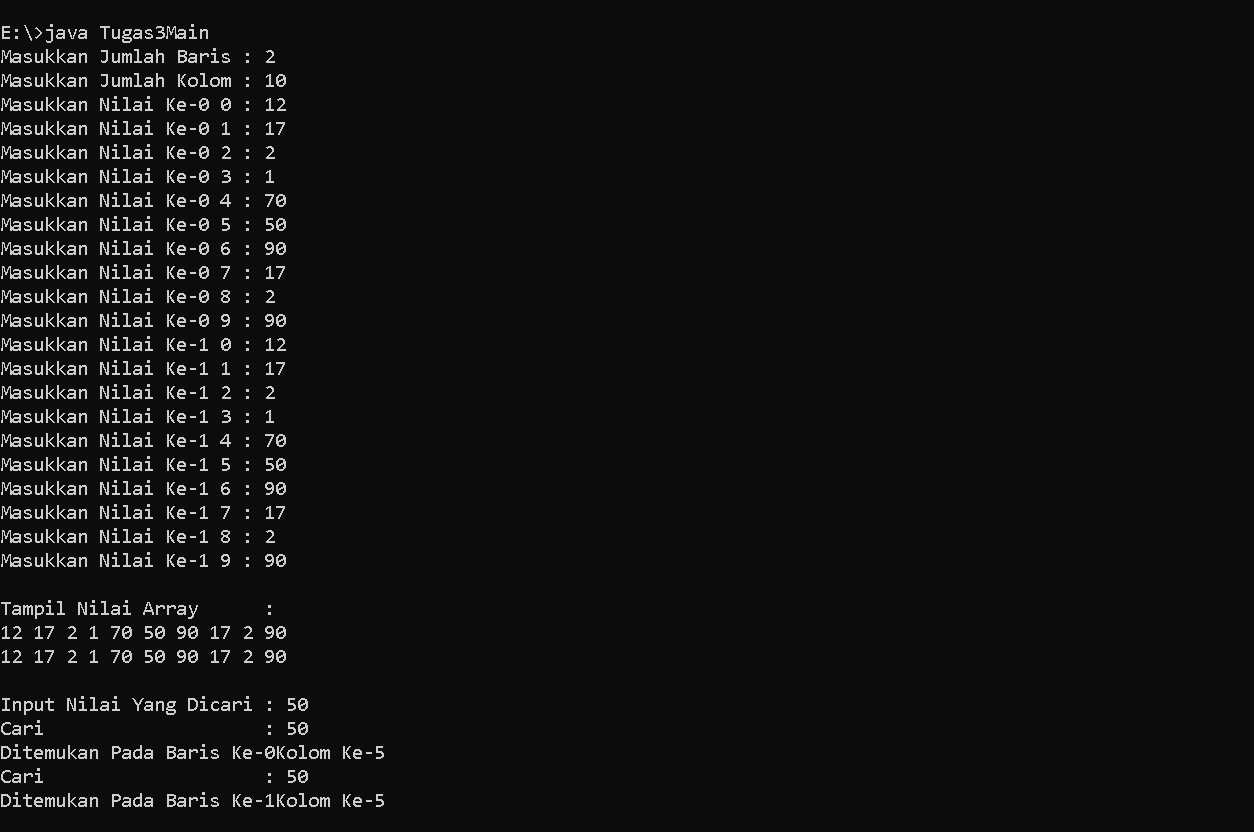 E:\>java Tugas3Main
Masukkan Jumlah Baris : 2
Masukkan Jumlah Kolom : 10
Masukkan Nilai Ke-0 0 : 12
Masukkan Nilai Ke-0 1 : 17
Masukkan Nilai Ke-0 2 : 2
Masukkan Nilai Ke-0 3 : 1
Masukkan Nilai Ke-0 4 : 70
Masukkan Nilai Ke-0 5 : 50
Masukkan Nilai Ke-0 6 : 90
Masukkan Nilai Ke-0 7 : 17
Masukkan Nilai Ke-0 8 : 2
Masukkan Nilai Ke-0 9 : 90
Masukkan Nilai Ke-1 0 : 12
Masukkan Nilai Ke-1 1 : 17
Masukkan Nilai Ke-1 2 : 2
Masukkan Nilai Ke-1 3 : 1
Masukkan Nilai Ke-1 4 : 70
Masukkan Nilai Ke-1 5 : 50
Masukkan Nilai Ke-1 6 : 90
Masukkan Nilai Ke-1 7 : 17
Masukkan Nilai Ke-1 8 : 2
Masukkan Nilai Ke-1 9 : 90

Tampil Nilai Array      :
12 17 2 1 70 50 90 17 2 90
12 17 2 1 70 50 90 17 2 90

Input Nilai Yang Dicari : 50
Cari                    : 50
Ditemukan Pada Baris Ke-0Kolom Ke-5
Cari                    : 50
Ditemukan Pada Baris Ke-1Kolom Ke-5